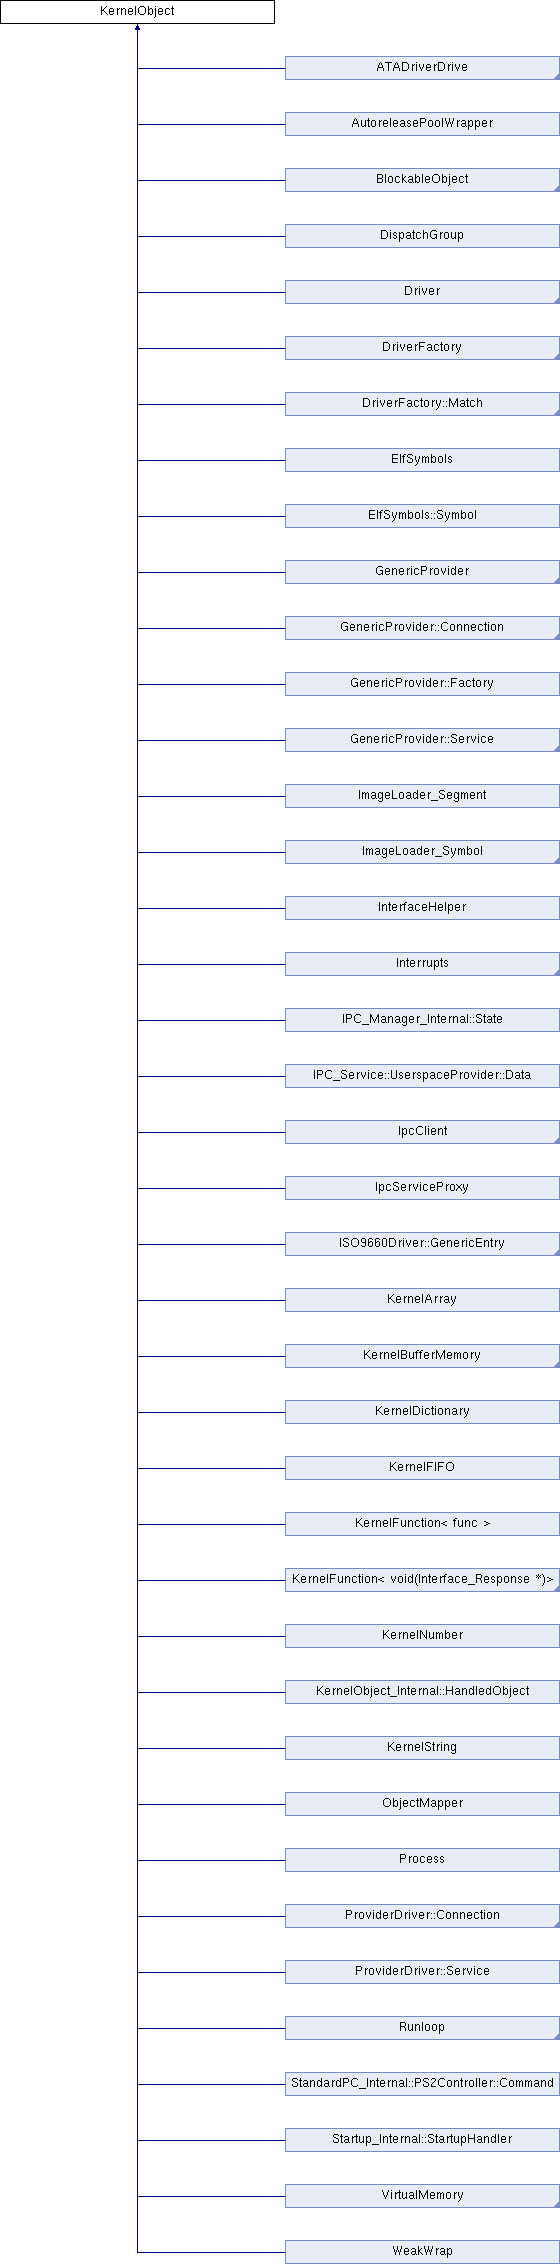 KernelObject
ATADriverDrive
AutoreleasePoolWrapper
BlockableObject
DispatchGroup
Driver
DriverFactory
DriverFactory::Match
ElfSymbols
ElfSymbols::Symbol
GenericProvider
GenericProvider::Connection
GenericProvider::Factory
GenericProvider::Service
ImageLoader_Segment
ImageLoader_Symbol
InterfaceHelper
Interrupts
IPC_Manager_Internal::State
IPC_Service::UserspaceProvider::Data
IpcClient
IpcServiceProxy
ISO9660Driver::GenericEntry
KernelArray
KernelBufferMemory
KernelDictionary
KernelFIFO
KernelFunction< func >
KernelFunction< void(Interface_Response *)>
KernelNumber
KernelObject_Internal::HandledObject
KernelString
ObjectMapper
Process
ProviderDriver::Connection
ProviderDriver::Service
Runloop
StandardPC_Internal::PS2Controller::Command
Startup_Internal::StartupHandler
VirtualMemory
WeakWrap